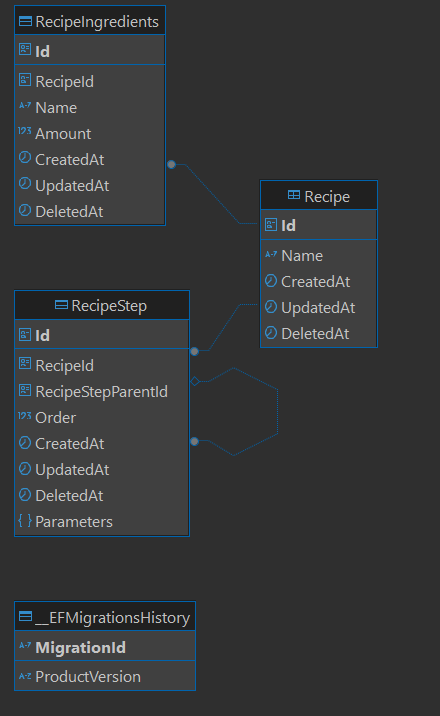 RecipeIngredients
Id
RecipeId
Name
Amount
CreatedAt
UpdatedAt
DeletedAt
Recipe
Id
Name
CreatedAt
UpdatedAt
DeletedAt
RecipeStep
Id
RecipeId
RecipeStepParentId
Order
CreatedAt
UpdatedAt
DeletedAt
Parameters
__EFMigrationsHistory
MigrationId
ProductVersion